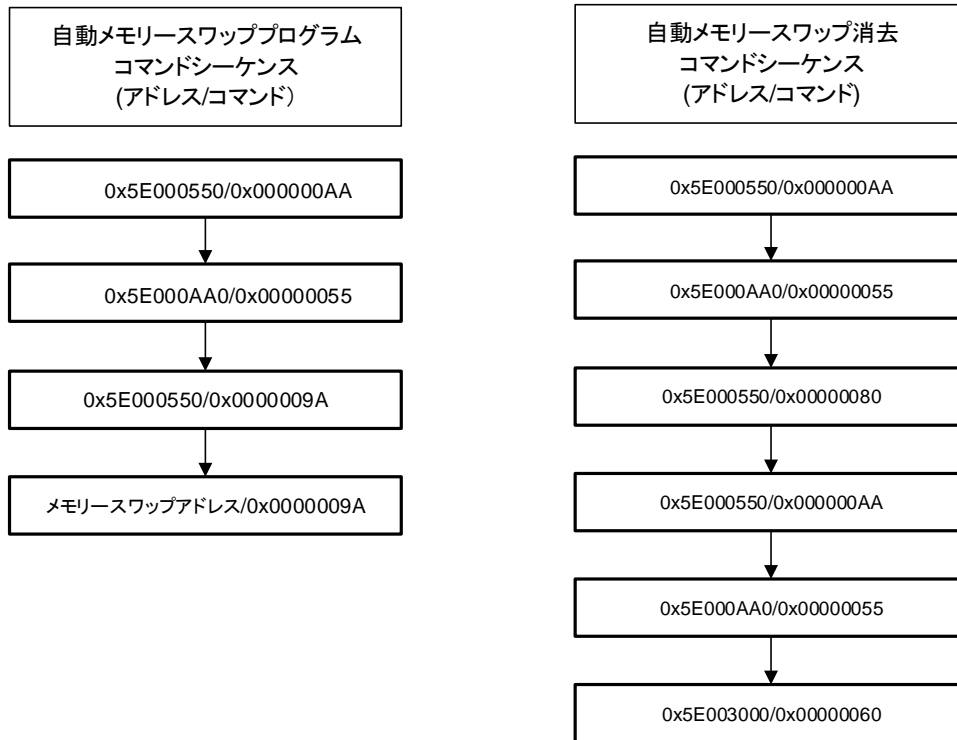 自動メモリースワッププログラム
コマンドシーケンス
(アドレス/コマンド）
0x5E000550/0x000000AA
0x5E000AA0/0x00000055
0x5E000550/0x0000009A
メモリースワップアドレス/0x0000009A
自動メモリースワップ消去
コマンドシーケンス
(アドレス/コマンド)
0x5E000550/0x000000AA
0x5E000AA0/0x00000055
0x5E000550/0x00000080
0x5E000550/0x000000AA
0x5E000AA0/0x00000055
0x5E003000/0x00000060